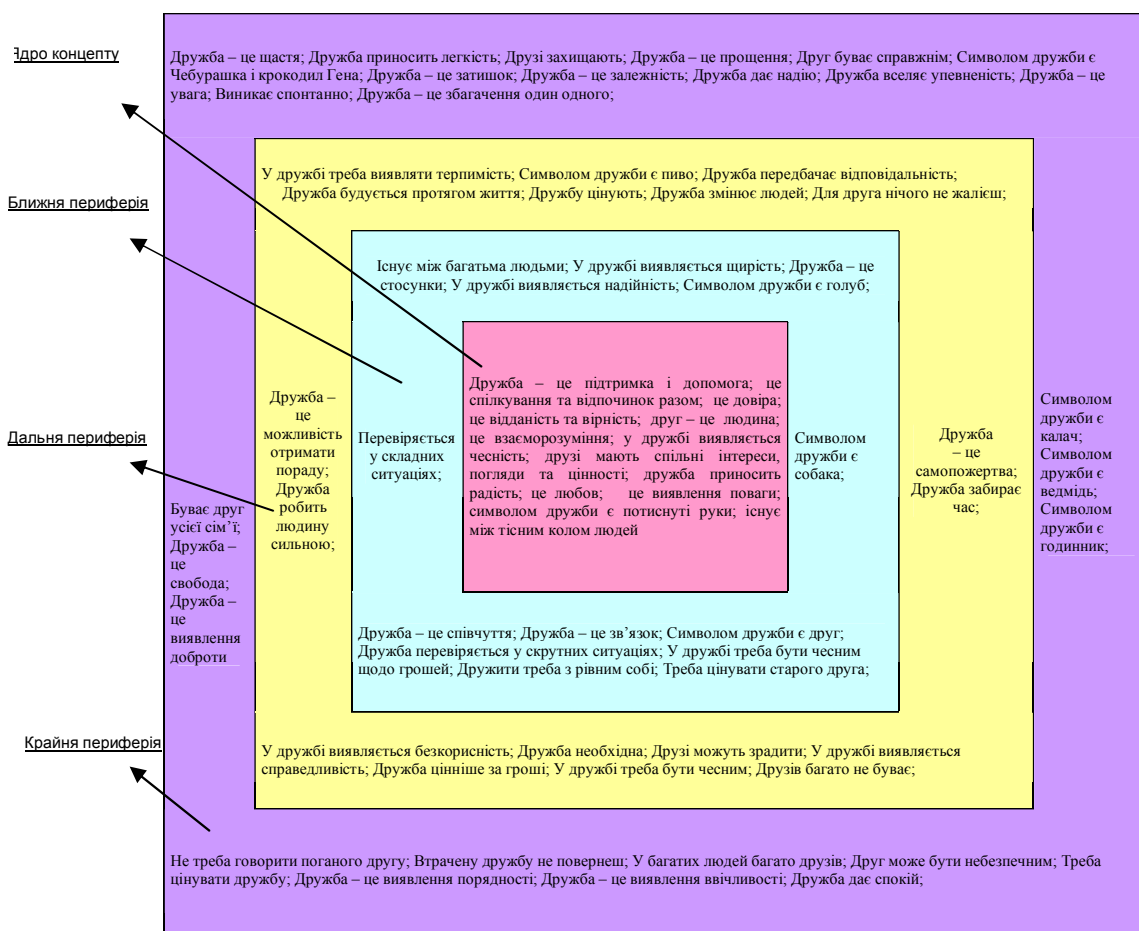 Ядро концепту
Дружба – це щастя; Дружба приносить легкість; Друзі захищають; Дружба – це прощення; Друг буває справжнім; Символом дружби є
Чебурашка і крокодил Гена; Дружба – це затишок; Дружба – це залежність; Дружба дає надію; Дружба вселяє упевненість; Дружба – це
увага; Виникає спонтанно; Дружба – це збагачення один одного;
У дружбі треба виявляти терпимість; Символом дружби є пиво; Дружба передбачає відповідальність;
Дружба будується протягом життя; Дружбу цінують; Дружба змінює людей; Для друга нічого не жалієш;
Ближня периферія
Існує між багатьма людьми; У дружбі виявляється щирість; Дружба – це
стосунки; У дружбі виявляється надійність; Символом дружби є голуб;
Дружба – це підтримка і допомога; це
спілкування та відпочинок разом; це довіра;
це відданість та вірність; друг – це людина;
це взаєморозуміння; у дружбі виявляється
чесність; друзі мають спільні інтереси,
погляди та цінності; дружба приносить
радість; це любов; це виявлення поваги;
символом дружби є потиснуті руки; існує
між тісним колом людей
Дальня периферія
Буває друг
усієї сім’ї;
Дружба –
це
свобода;
Дружба –
це
виявлення
доброти
Дружба –
це
можливість
отримати
пораду;
Дружба
робить
людину
сильною;
Перевіряється
у складних
ситуаціях;
Символом
дружби є
собака;
Дружба
– це
самопожертва;
Дружба забирає
час;
Символом
дружби є
калач;
Символом
дружби є
ведмідь;
Символом
дружби є
годинник;
Дружба – це співчуття; Дружба – це зв’язок; Символом дружби є друг;
Дружба перевіряється у скрутних ситуаціях; У дружбі треба бути чесним
щодо грошей; Дружити треба з рівним собі; Треба цінувати старого друга;
Крайня периферія
У дружбі виявляється безкорисність; Дружба необхідна; Друзі можуть зрадити; У дружбі виявляється
справедливість; Дружба цінніше за гроші; У дружбі треба бути чесним; Друзів багато не буває;
Не треба говорити поганого другу; Втрачену дружбу не повернеш; У багатих людей багато друзів; Друг може бути небезпечним; Треба
цінувати дружбу; Дружба – це виявлення порядності; Дружба – це виявлення ввічливості; Дружба дає спокій;